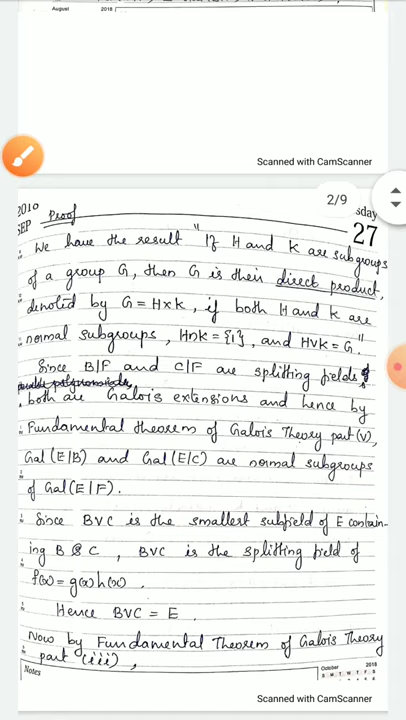 August 2018
Scanned with CamScanner
2/9
2010
SEP
sday
27
Proof
We have the result "If H and K are subgroups
of a group G, then G is their direct product,
denoted by G = H×K, if both H and K are
normal subgroups, H∩K = {1}, and H∨K = G."
Since B|F and C|F are splitting fields of
both are Galois extensions and hence by
Fundamental theorem of Galois Theory part (v),
Gal(E|B) and Gal(E|C) are normal subgroups
of Gal(E|F).
Since B∨C is the smallest subfield of E contain-
ing B & C, B∨C is the splitting field of
f(x) = g(x)h(x).
Hence B∨C = E.
Now by Fundamental Theorem of Galois Theory
part (iii),
Notes
October 2018
S M T W T F S
Scanned with CamScanner